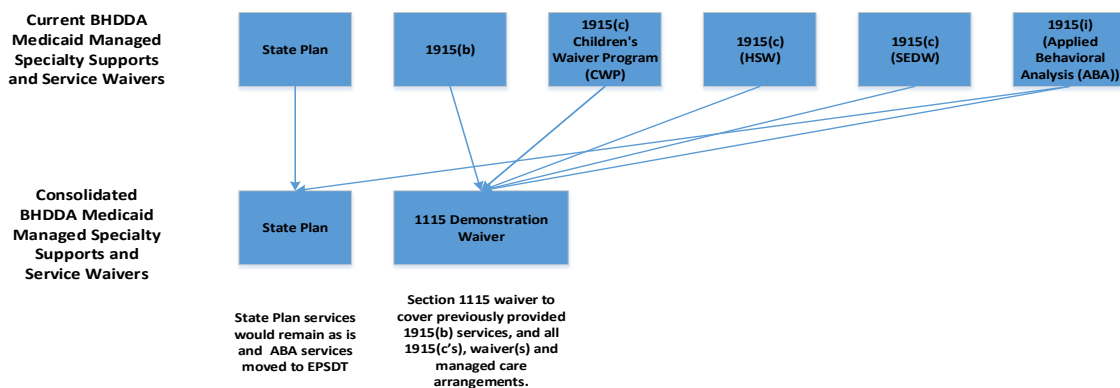 Current BHDDA
Medicaid Managed
Specialty Supports
and Service Waivers
State Plan
1915(b)
1915(c)
Children's
Waiver Program
(CWP)
1915(c)
(HSW)
1915(c)
(SEDW)
1915(i)
(Applied
Behavioral
Analysis (ABA))
Consolidated
BHDDA Medicaid
Managed Specialty
Supports and
Service Waivers
State Plan
1115 Demonstration
Waiver
State Plan services
would remain as is
and ABA services
moved to EPSDT
Section 1115 waiver to
cover previously provided
1915(b) services, and all
1915(c's), waiver(s) and
managed care
arrangements.